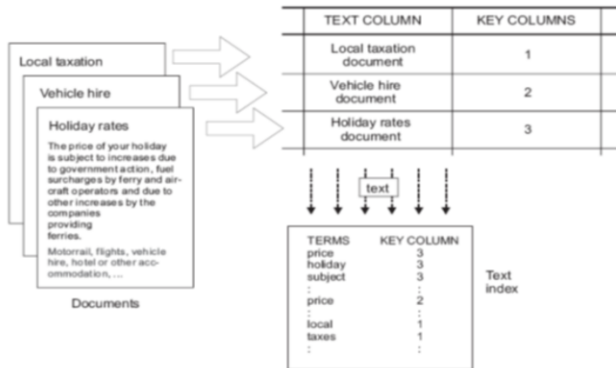 Local taxation
Vehicle hire
Holiday rates
The price of your holiday
is subject to increases due
to government action, fuel
surcharges by ferry and air-
craft operators and due to
other increases by the
companies
providing
ferries.
Motorrail, flights, vehicle
hire, hotel or other acc-
ommodation, ...
Documents
TEXT COLUMN KEY COLUMNS
Local taxation
document 1
Vehicle hire
document 2
Holiday rates
document 3
text
TERMS KEY COLUMN
price 3
holiday 3
subject 3
: :
price 2
: :
local 1
taxes 1
: :
Text
index